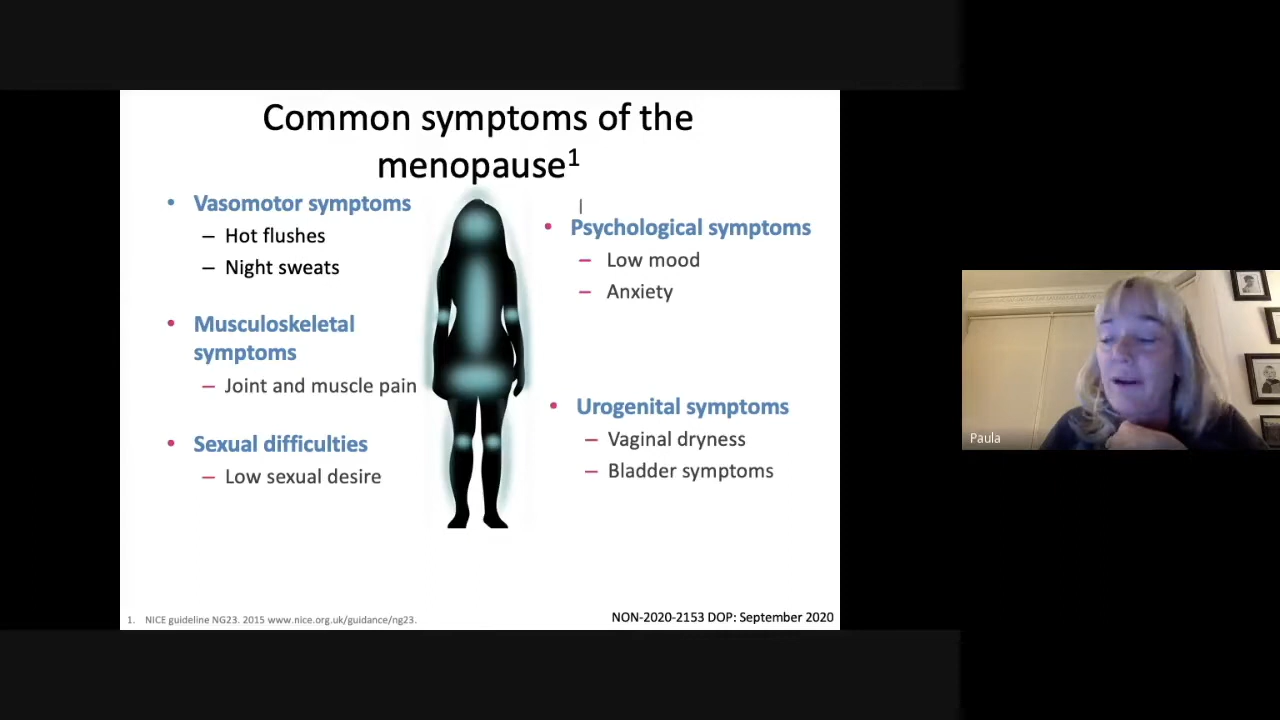 Common symptoms of the
menopause1
• Vasomotor symptoms
– Hot flushes
– Night sweats
• Musculoskeletal
symptoms
– Joint and muscle pain
• Sexual difficulties
– Low sexual desire
• Psychological symptoms
– Low mood
– Anxiety
• Urogenital symptoms
– Vaginal dryness
– Bladder symptoms
1. NICE guideline NG23. 2015 www.nice.org.uk/guidance/ng23.
NON-2020-2153 DOP: September 2020
Paula